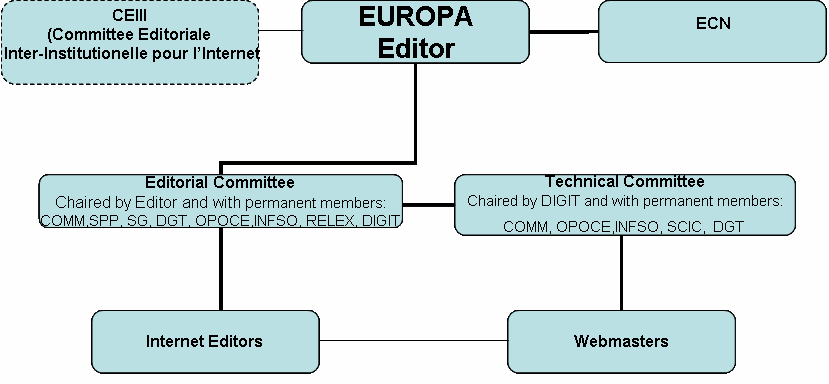 CEIII
(Committee Editoriale
Inter-Institutionelle pour l'Internet
EUROPA
Editor
ECN
Editorial Committee
Chaired by Editor and with permanent members:
COMM,SPP, SG, DGT, OPOCE,INFSO, RELEX, DIGIT
Technical Committee
Chaired by DIGIT and with permanent members:
COMM, OPOCE,INFSO, SCIC, DGT
Internet Editors
Webmasters